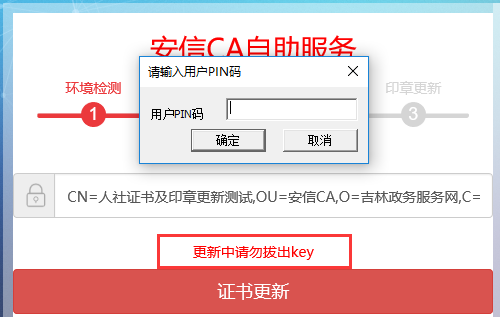 安信CA自助服务
请输入用户PIN码
环境检测
印章更新
用户PIN码
1
3
确定
取消
CN=人社证书及印章更新测试,OU=安信CA,O=吉林政务服务网,C=
更新中请勿拔出key
证书更新